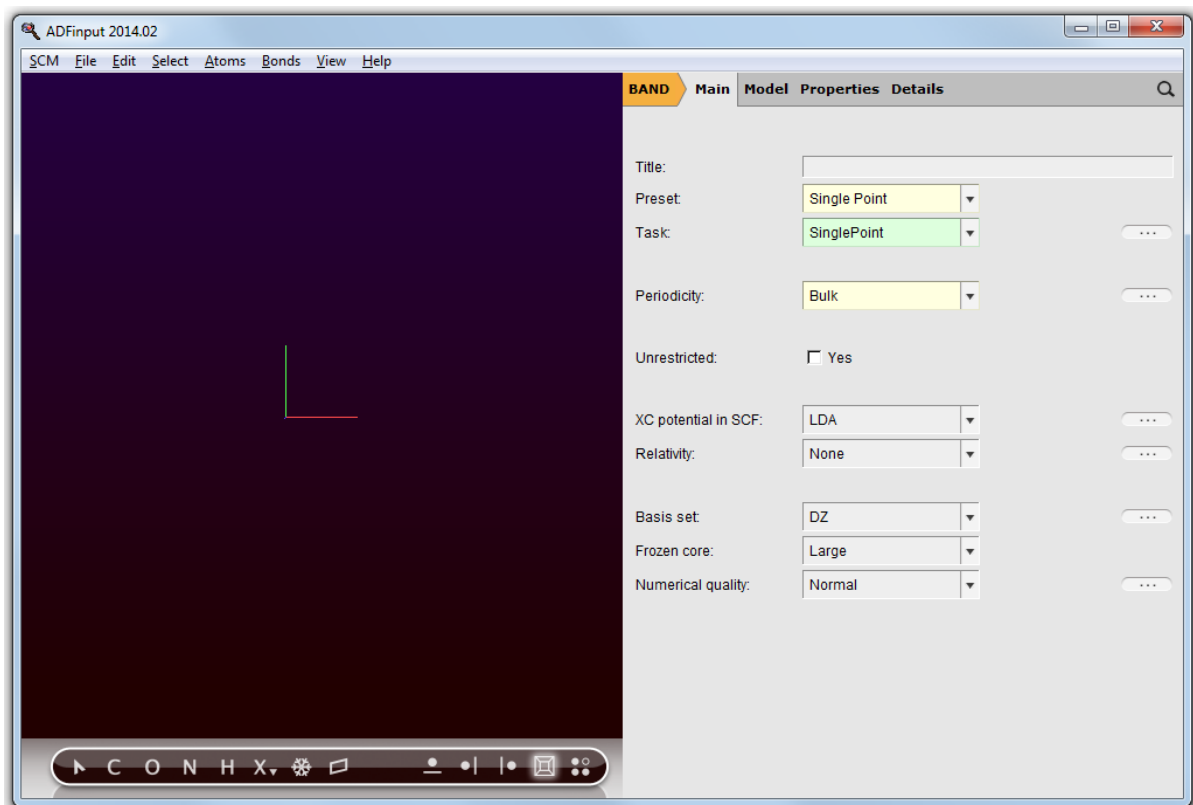 ADFinput 2014.02
SCM File Edit Select Atoms Bonds View Help
BAND Main Model Properties Details
Title:
Preset: Single Point
Task: SinglePoint ...
Periodicity: Bulk ...
Unrestricted: Yes
XC potential in SCF: LDA ...
Relativity: None ...
Basis set: DZ ...
Frozen core: Large
Numerical quality: Normal ...
C O N H X